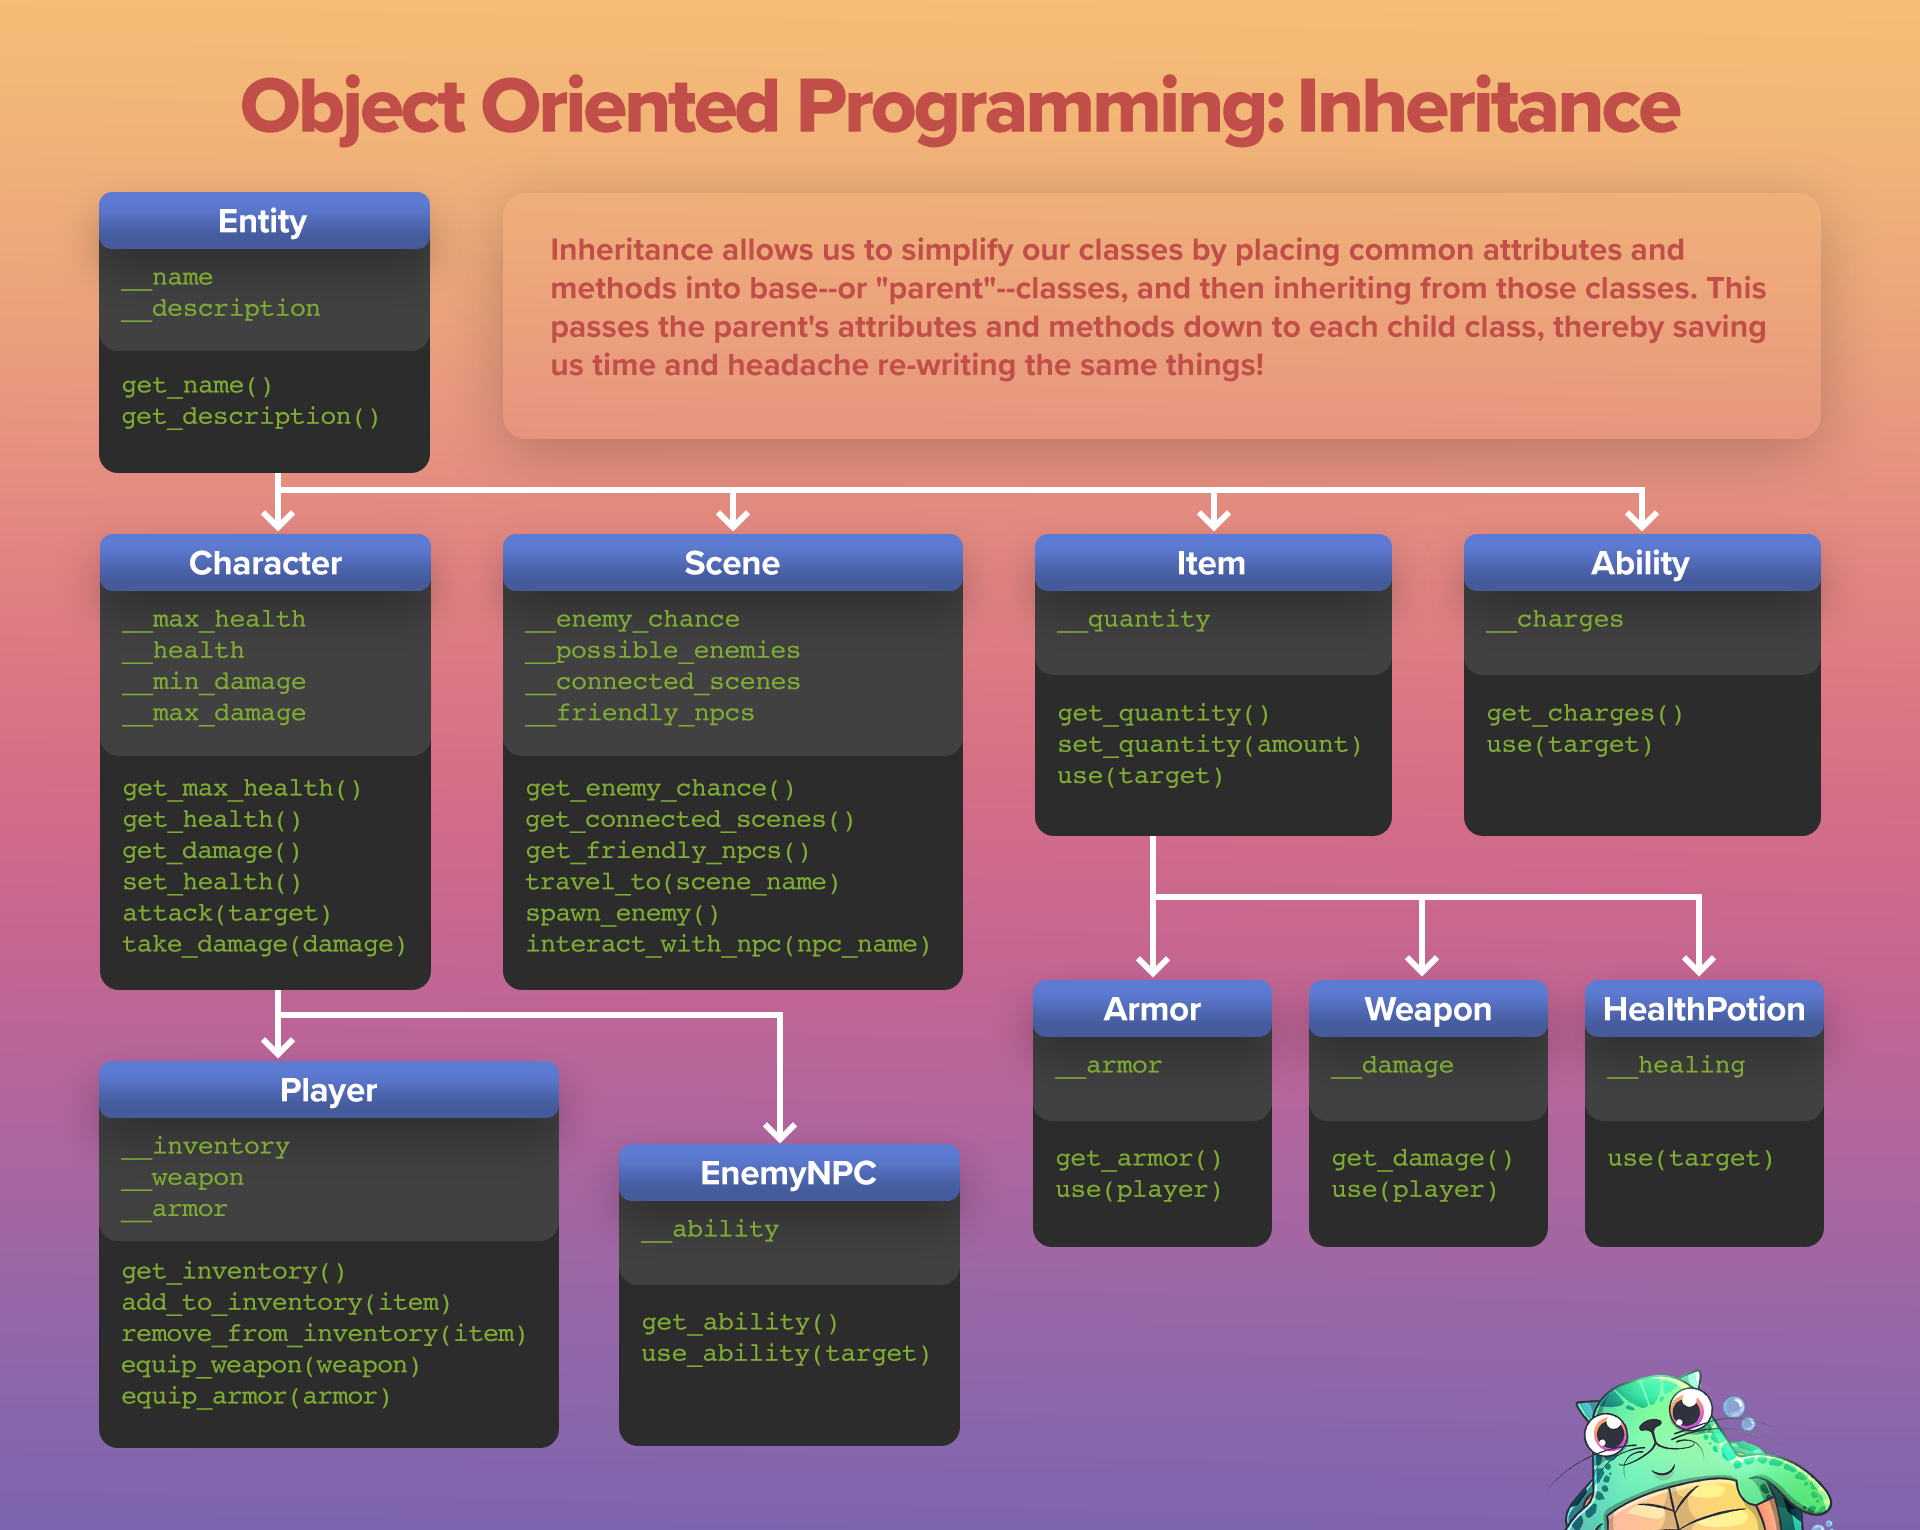 Object Oriented Programming: Inheritance
Entity
__name
__description
get_name()
get_description()
Inheritance allows us to simplify our classes by placing common attributes and
methods into base--or "parent"--classes, and then inheriting from those classes. This
passes the parent's attributes and methods down to each child class, thereby saving
us time and headache re-writing the same things!
Character
__max_health
__health
__min_damage
__max_damage
get_max_health()
get_health()
get_damage()
set_health()
attack(target)
take_damage(damage)
Scene
__enemy_chance
__possible_enemies
__connected_scenes
__friendly_npcs
get_enemy_chance()
get_connected_scenes()
get_friendly_npcs()
travel_to(scene_name)
spawn_enemy()
interact_with_npc(npc_name)
Item
__quantity
get_quantity()
set_quantity(amount)
use(target)
Ability
__charges
get_charges()
use(target)
Player
__inventory
__weapon
__armor
get_inventory()
add_to_inventory(item)
remove_from_inventory(item)
equip_weapon(weapon)
equip_armor(armor)
EnemyNPC
__ability
get_ability()
use_ability(target)
Armor
__armor
get_armor()
use(player)
Weapon
__damage
get_damage()
use(player)
HealthPotion
__healing
use(target)